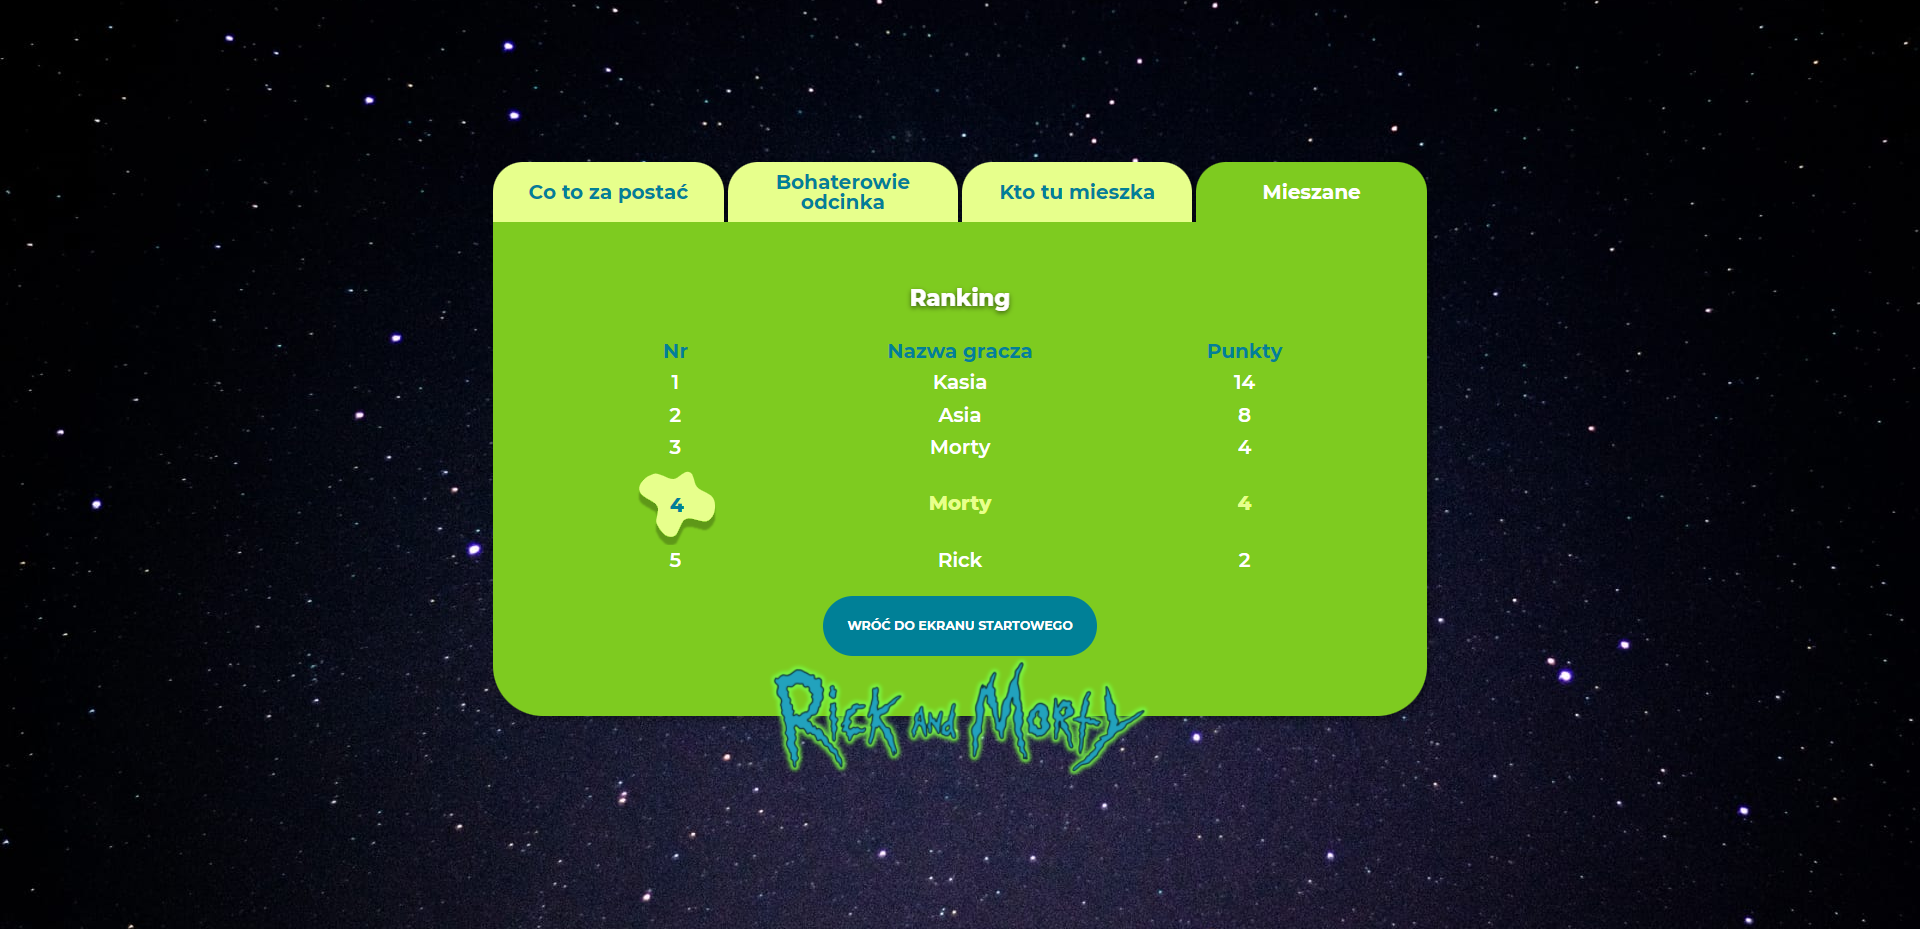 Co to za postać
Bohaterowie
odcinka
Kto tu mieszka
Mieszane
Ranking
Nr Nazwa gracza Punkty
1 Kasia 14
2 Asia 8
3 Morty 4
4 Morty 4
5 Rick 2
WRÓĆ DO EKRANU STARTOWEGO
Rick and Morty